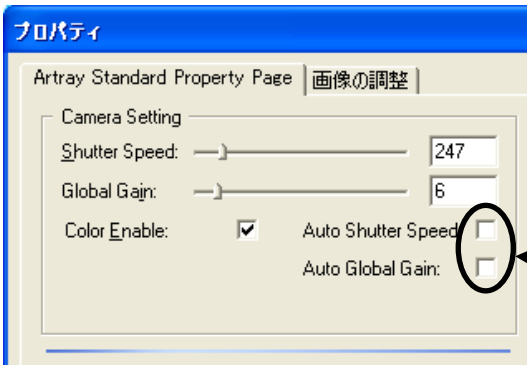 プロパティ
Artray Standard Property Page 画像の調整
Camera Setting
Shutter Speed: 247
Global Gain: 6
Color Enable: Auto Shutter Speed
Auto Global Gain: